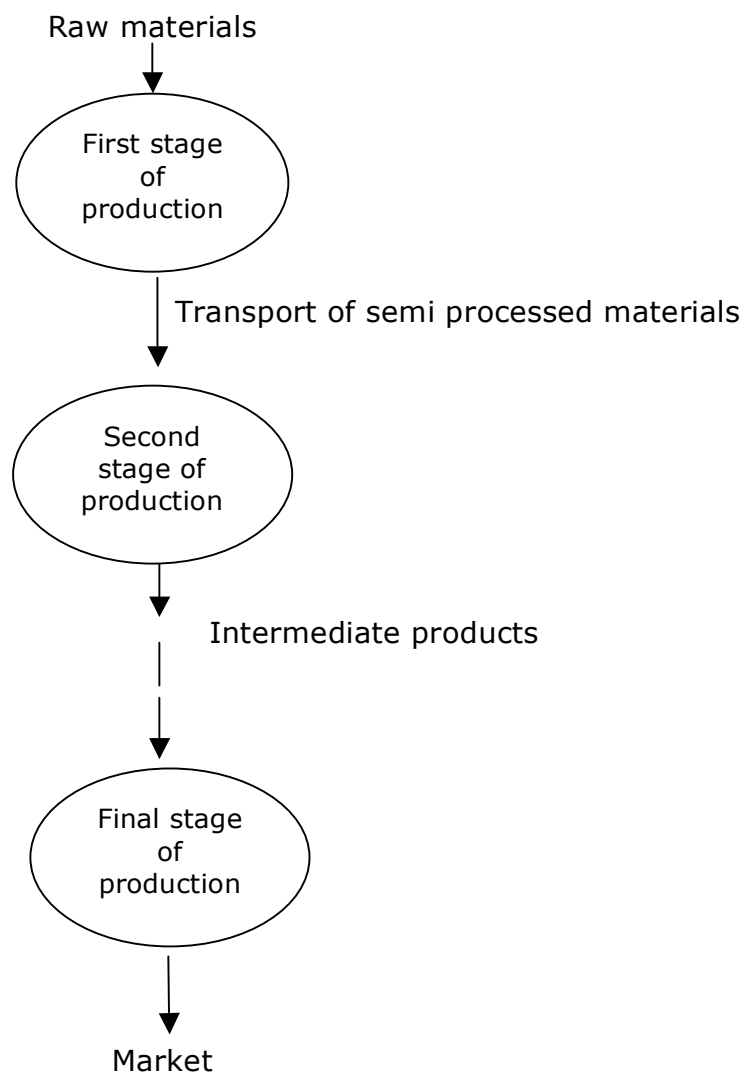 Raw materials
First stage
of
production
Transport of semi processed materials
Second
stage of
production
Intermediate products
Final stage
of
production
Market